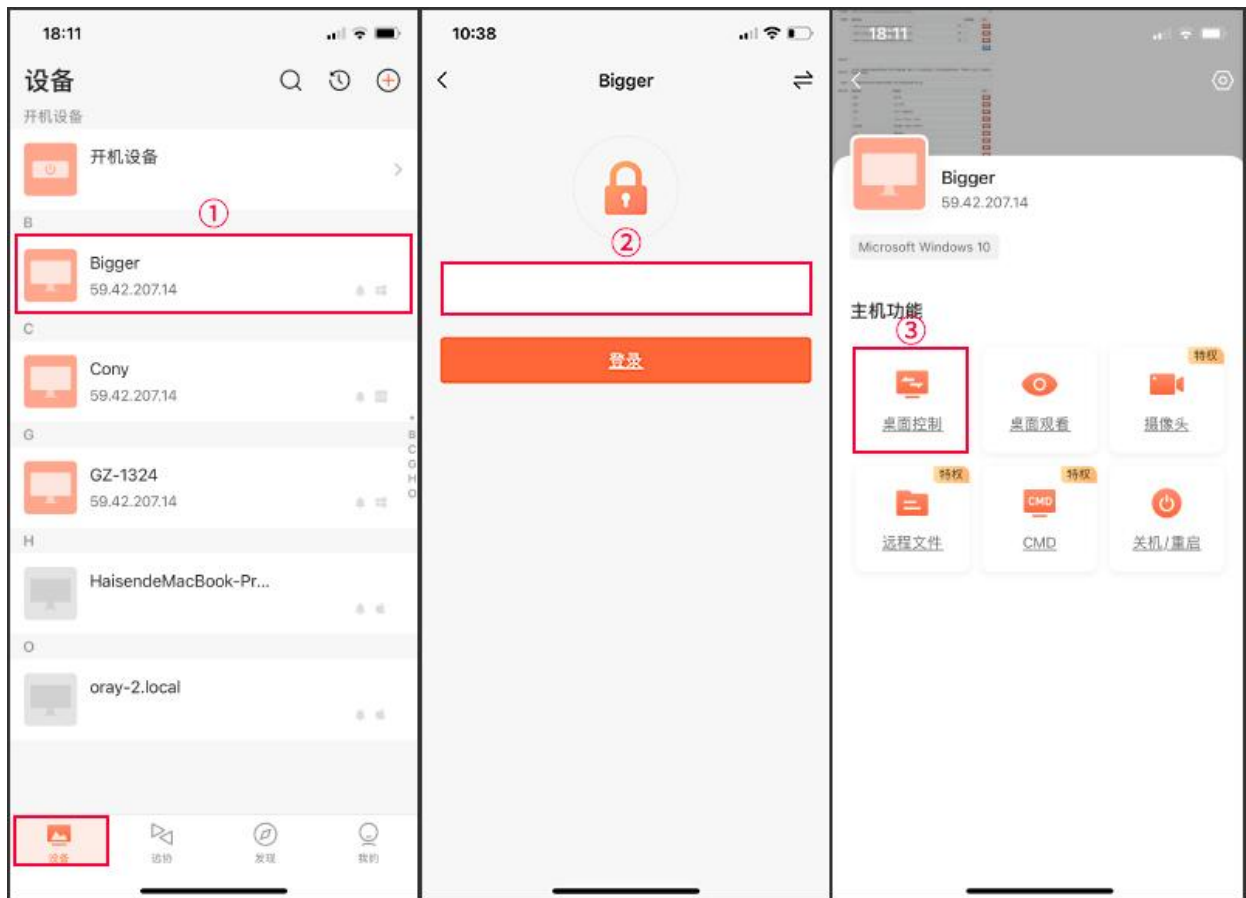 18:11
设备
开机设备
开机设备
①
B
Bigger
59.42.207.14
C
Cony
59.42.207.14
G
GZ-1324
59.42.207.14
H
HaisendeMacBook-Pr...
O
oray-2.local
B
C
G
H
O
设备
远协
发现
我的
10:38
Bigger
②
登录
18:11
Bigger
59.42.207.14
Microsoft Windows 10
主机功能
③
桌面控制
桌面观看
特权
摄像头
特权
远程文件
特权
CMD
CMD
关机/重启